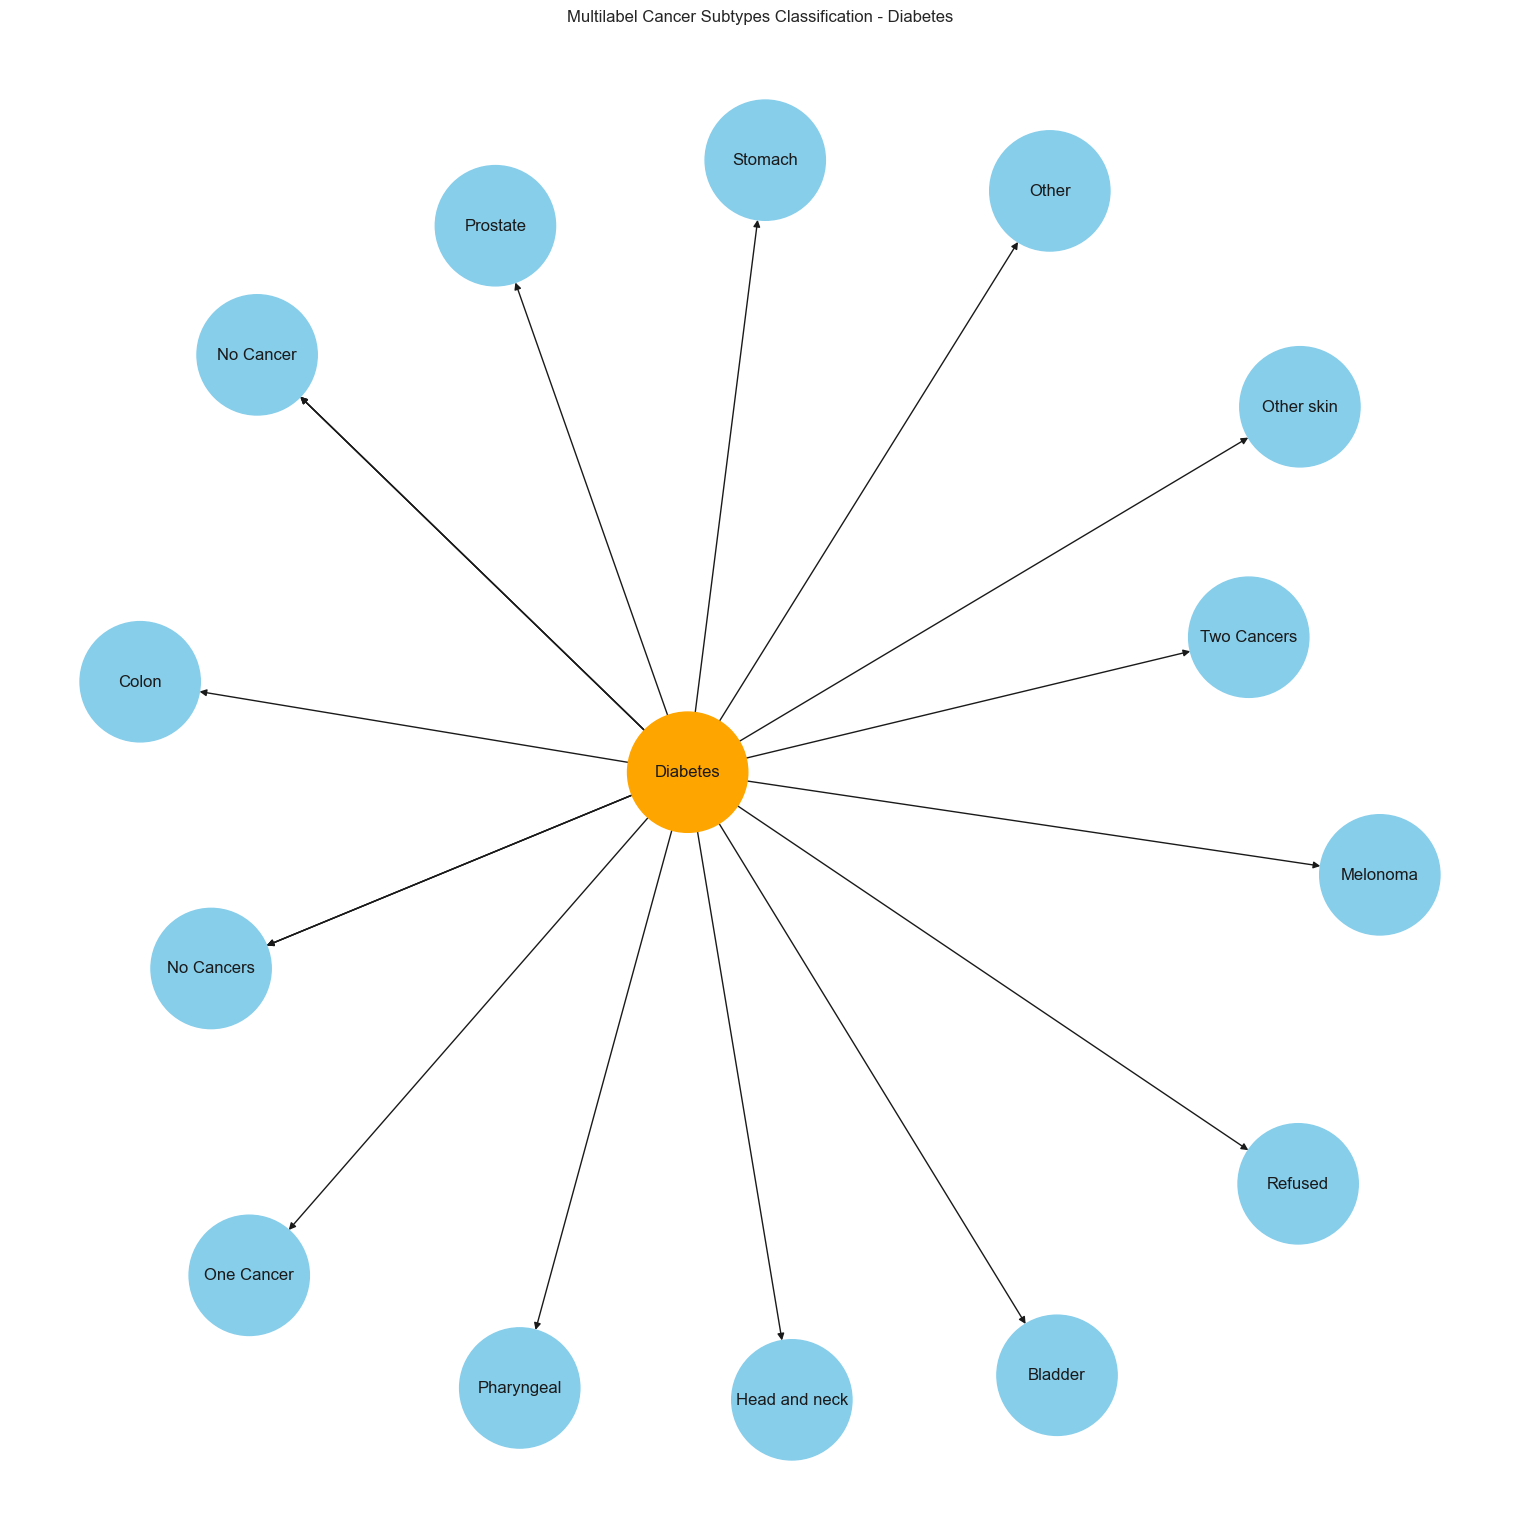 Multilabel Cancer Subtypes Classification - Diabetes
Stomach
Other
Prostate
No Cancer
Other skin
Two Cancers
Colon
Diabetes
Melonoma
No Cancers
Refused
One Cancer
Pharyngeal
Head and neck
Bladder